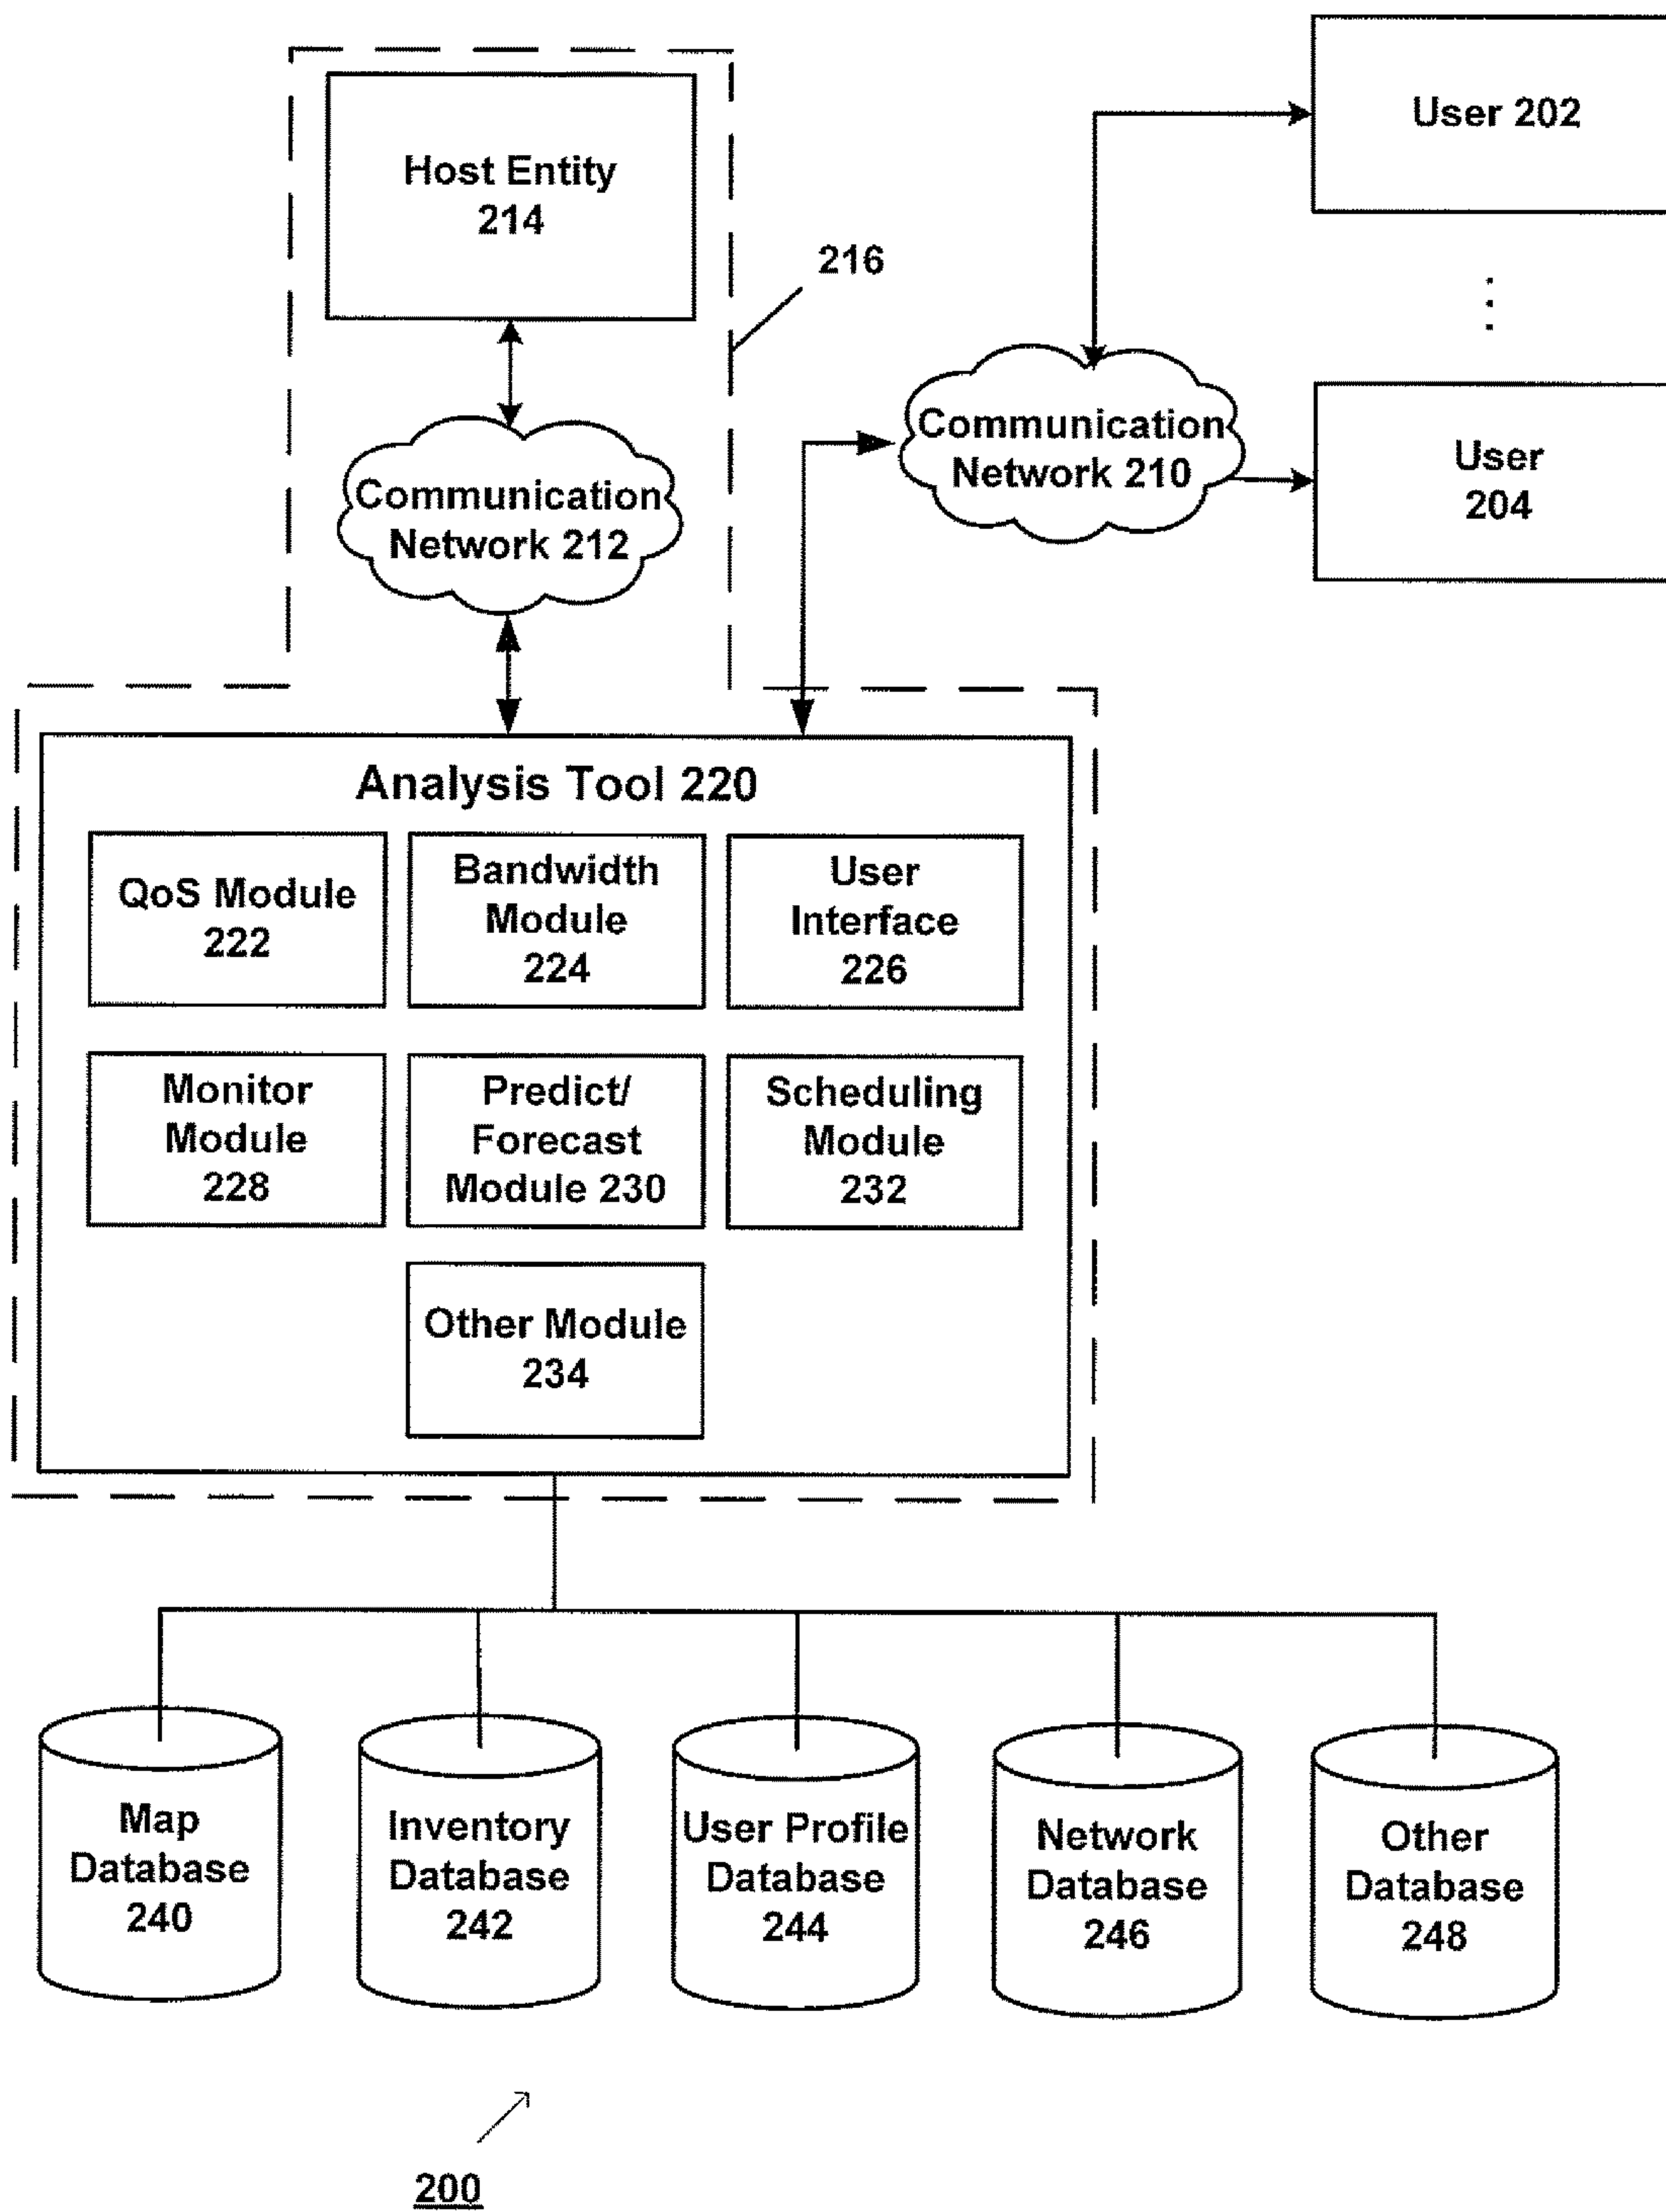 User 202
Host Entity
214
216
Communication
Network 210
User
204
Communication
Network 212
Analysis Tool 220
QoS Module
222
Bandwidth
Module
224
User
Interface
226
Monitor
Module
228
Predict/
Forecast
Module 230
Scheduling
Module
232
Other Module
234
Map
Database
240
Inventory
Database
242
User Profile
Database
244
Network
Database
246
Other
Database
248
200